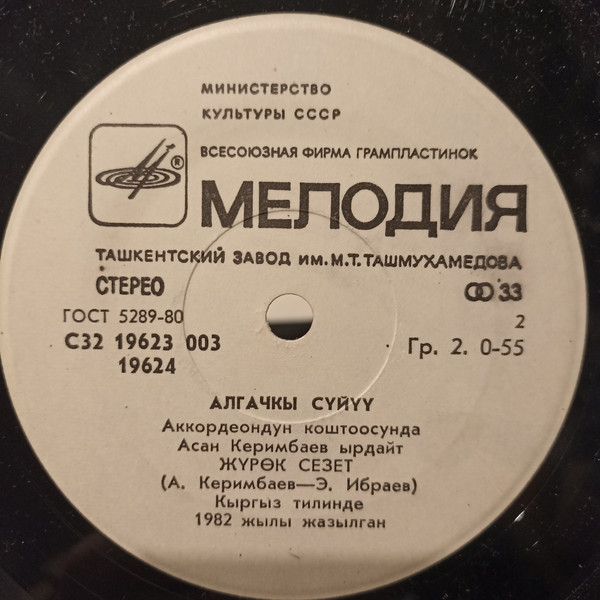 МИНИСТЕРСТВО
КУЛЬТУРЫ СССР
ВСЕСОЮЗНАЯ ФИРМА ГРАМПЛАСТИНОК
®
МЕЛОДИЯ
ТАШКЕНТСКИЙ ЗАВОД ИМ. М. Т. ТАШМУХАМЕДОВА
СТЕРЕО
33
ГОСТ 5289-80
2
С32 19623 003
Гр. 2. 0-55
19624
АЛГАЧКЫ СҮЙҮҮ
Аккордеондун коштоосунда
Асан Керимбаев ырдайт
ЖҮРӨК СЕЗЕТ
(А. Керимбаев—Э. Ибраев)
Кыргыз тилинде
1982 жылы жазылган